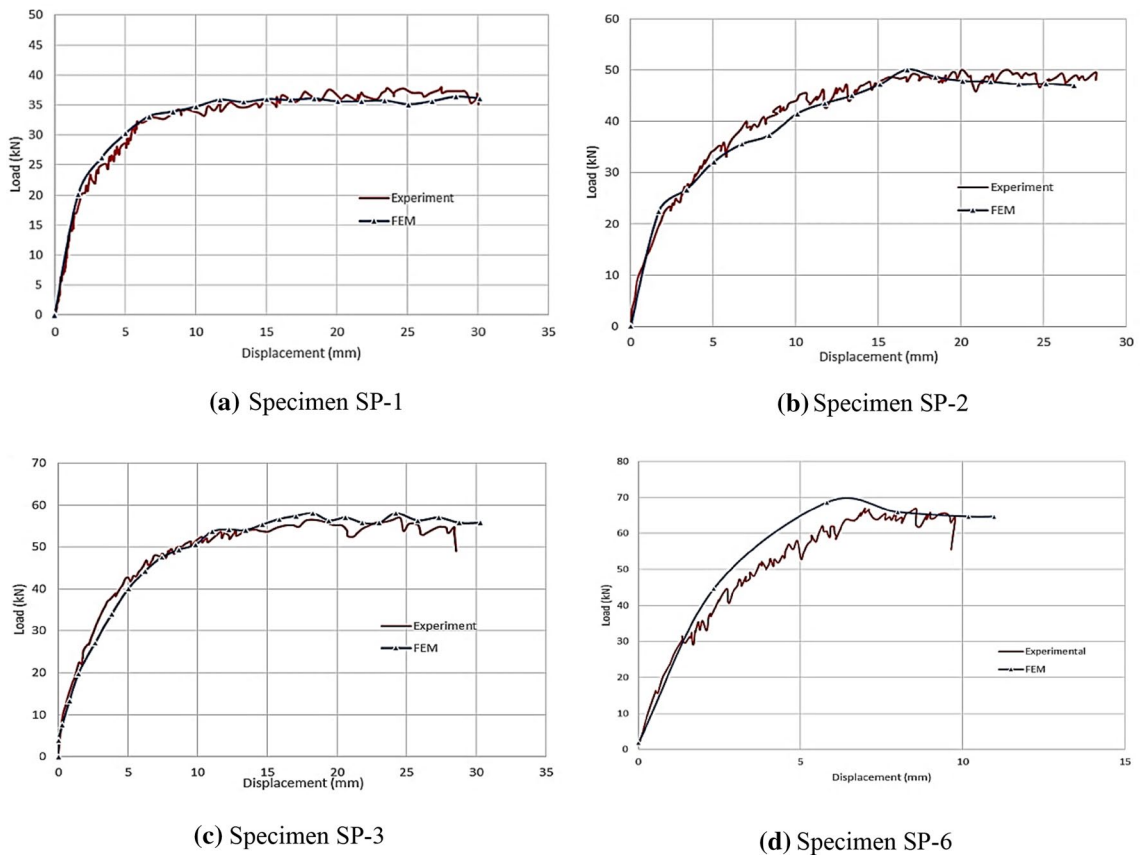 50
45
40
35
30
25
20
15
10
5
0
Load (kN)
Experiment
FEM
0 5 10 15 20 25 30 35
Displacement (mm)
(a) Specimen SP-1
60
50
40
30
20
10
0
Load (kN)
Experiment
FEM
0 5 10 15 20 25 30
Displacement (mm)
(b) Specimen SP-2
70
60
50
40
30
20
10
0
Load (kN)
Experiment
FEM
0 5 10 15 20 25 30 35
Displacement (mm)
(c) Specimen SP-3
80
70
60
50
40
30
20
10
0
Load (kN)
Experimental
FEM
0 5 10 15
Displacement (mm)
(d) Specimen SP-6